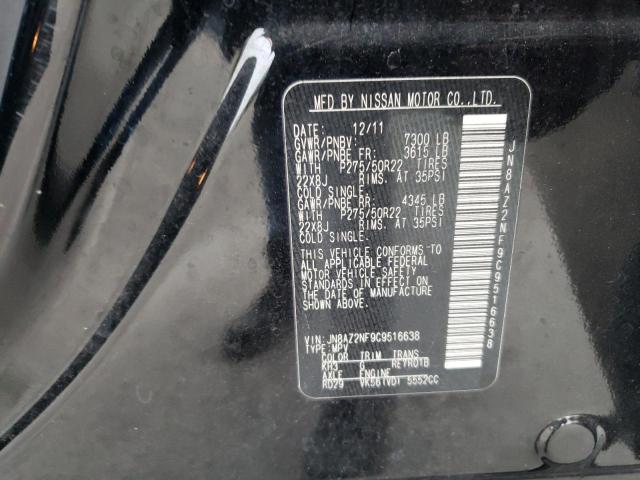 MFD BY NISSAN MOTOR CO.,LTD.
DATE: 12/11
GVWR/PNBV 7300 LB
GAWR/PNBE FR: 3615 LB
WITH P275/50R22 TIRES
22X8J RIMS. AT 35PSI
COLD SINGLE.
GAWR/PNBE RR: 4345 LB
WITH P275/50R22 TIRES
22X8J RIMS. AT 35PSI
COLD SINGLE.
THIS VEHICLE CONFORMS TO
ALL APPLICABLE FEDERAL
MOTOR VEHICLE SAFETY
STANDARDS IN EFFECT ON
THE DATE OF MANUFACTURE
SHOWN ABOVE.
VIN: JN8AZ2NF9C9516638
TYPE: MPV
COLOR TRIM TRANS
KH3 G RE7R01B
AXLE ENGINE
RD29 VK56(VD) 5552CC
JN8AZ2NF9C9516638